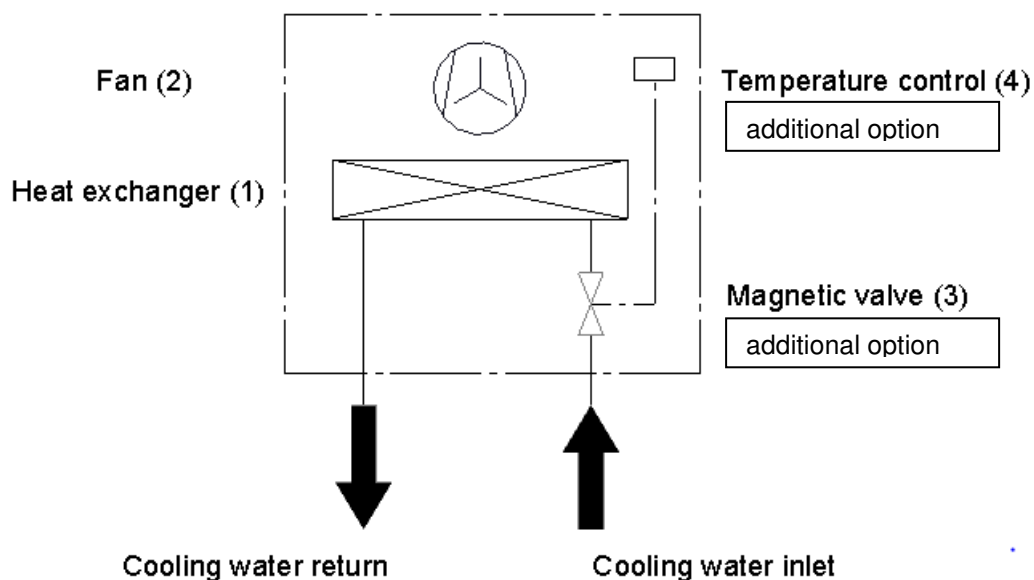 Fan (2)
Temperature control (4)
additional option
Heat exchanger (1)
Magnetic valve (3)
additional option
Cooling water return
Cooling water inlet